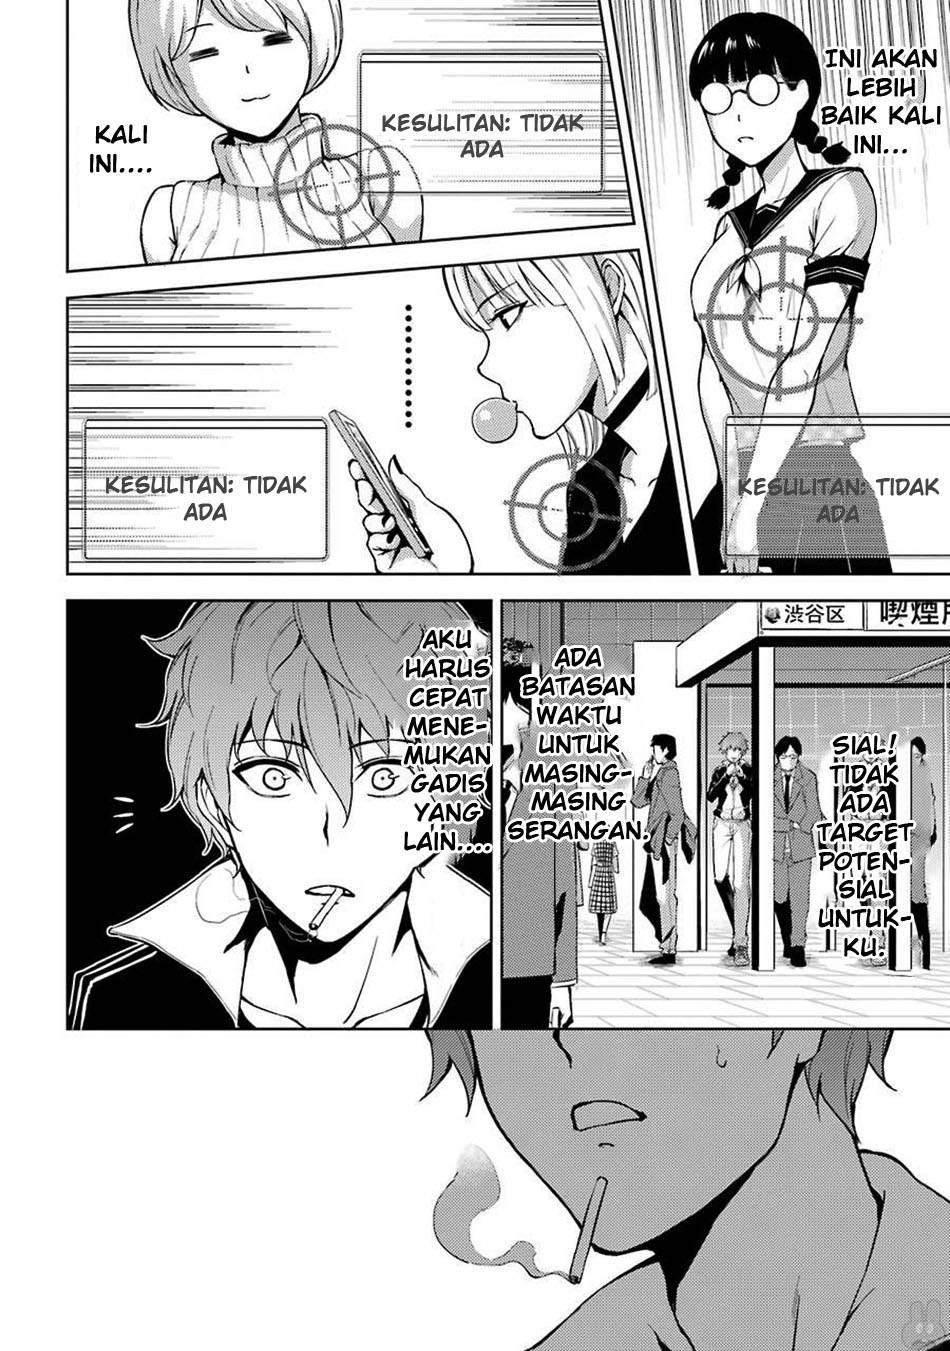 INI AKAN
LEBIH
BAIK KALI
INI...
KESULITAN: TIDAK
ADA
KALI
INI....
KESULITAN: TIDAK
ADA
........
KESULITAN: TIDAK
ADA
渋谷区
喫煙所
SIAL!
TIDAK
ADA
TARGET
POTEN-
SIAL
UNTUK-
KU.
ADA
BATASAN
WAKTU
UNTUK
MASING-
MASING
SERANGAN.
AKU
HARUS
CEPAT
MENE-
MUKAN
GADIS
YANG
LAIN....